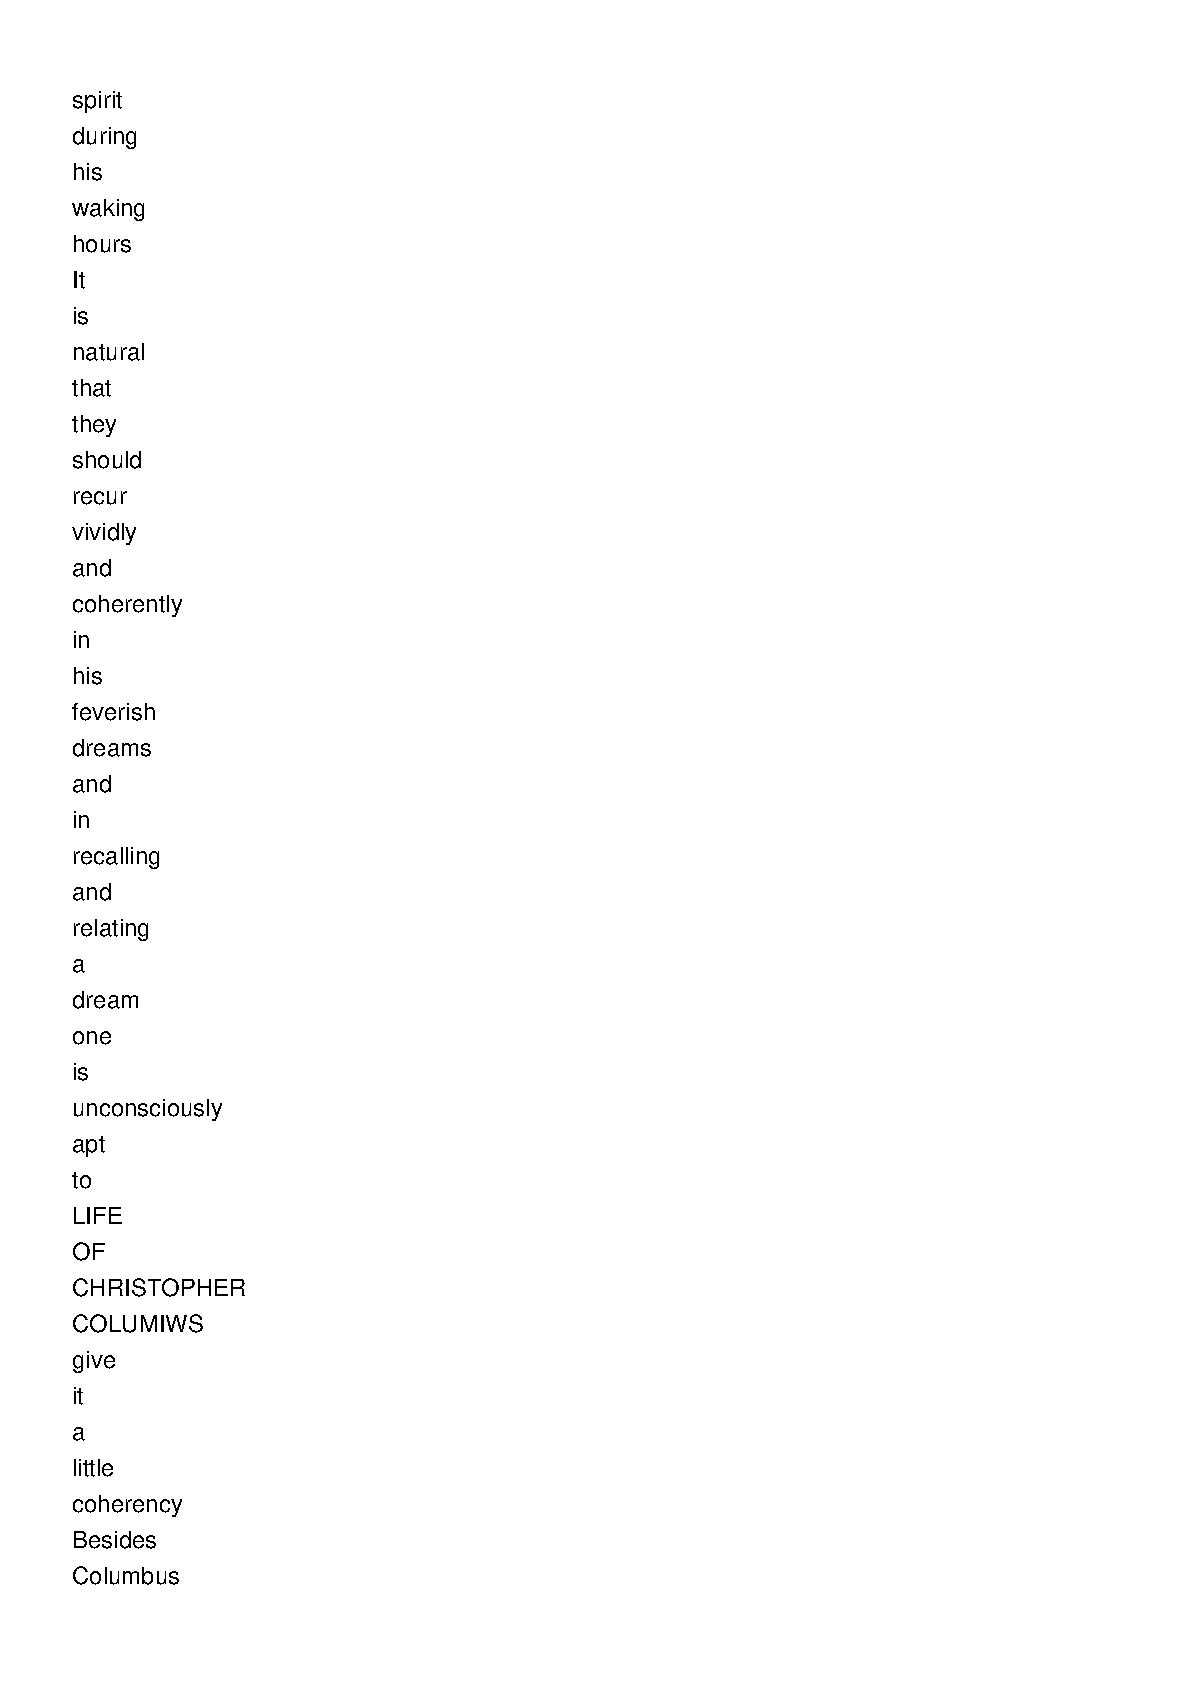 spirit
during
his
waking
hours
It
is
natural
that
they
should
recur
vividly
and
coherently
in
his
feverish
dreams
and
in
recalling
and
relating
a
dream
one
is
unconsciously
apt
to
LIFE
OF
CHRISTOPHER
COLUMIWS
give
it
a
little
coherency
Besides
Columbus